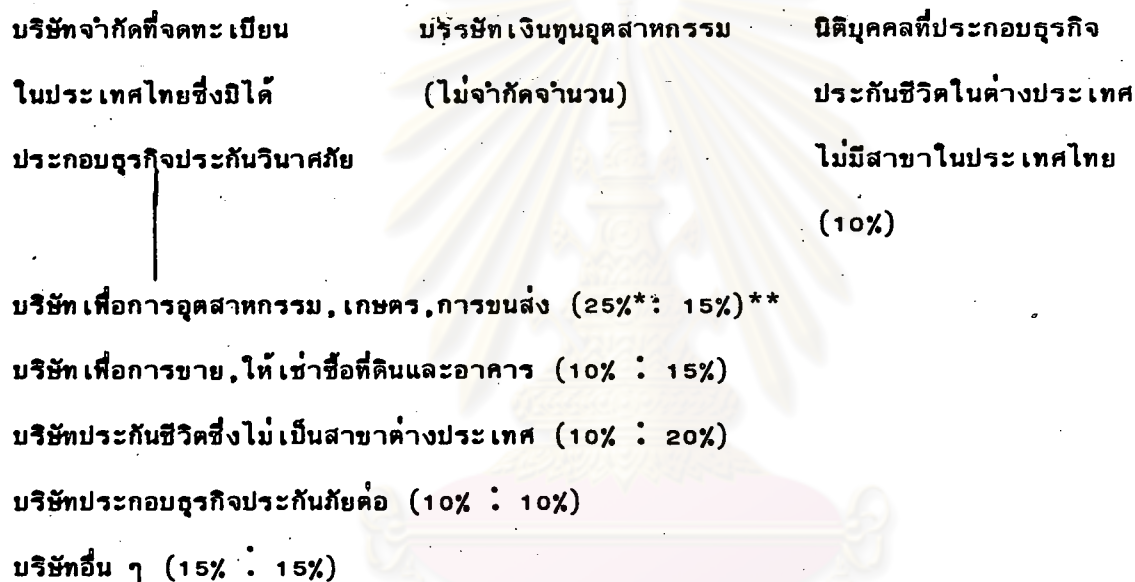 บริษัทจำกัดที่จดทะเบียน
ในประเทศไทยซึ่งมิได้
ประกอบธุรกิจประกันวินาศภัย
บริรษัทเงินทุนอุตสาหกรรม
(ไม่จำกัดจำนวน)
นิติบุคคลที่ประกอบธุรกิจ
ประกันชีวิตในต่างประเทศ
ไม่มีสาขาในประเทศไทย
(10%)
บริษัทเพื่อการอุตสาหกรรม,เกษตร,การขนส่ง (25%* : 15%)**
บริษัทเพื่อการขาย,ให้เช่าซื้อที่ดินและอาคาร (10% : 15%)
บริษัทประกันชีวิตซึ่งไม่เป็นสาขาต่างประเทศ (10% : 20%)
บริษัทประกอบธุรกิจประกันภัยต่อ (10% : 10%)
บริษัทอื่น ๆ (15% : 15%)